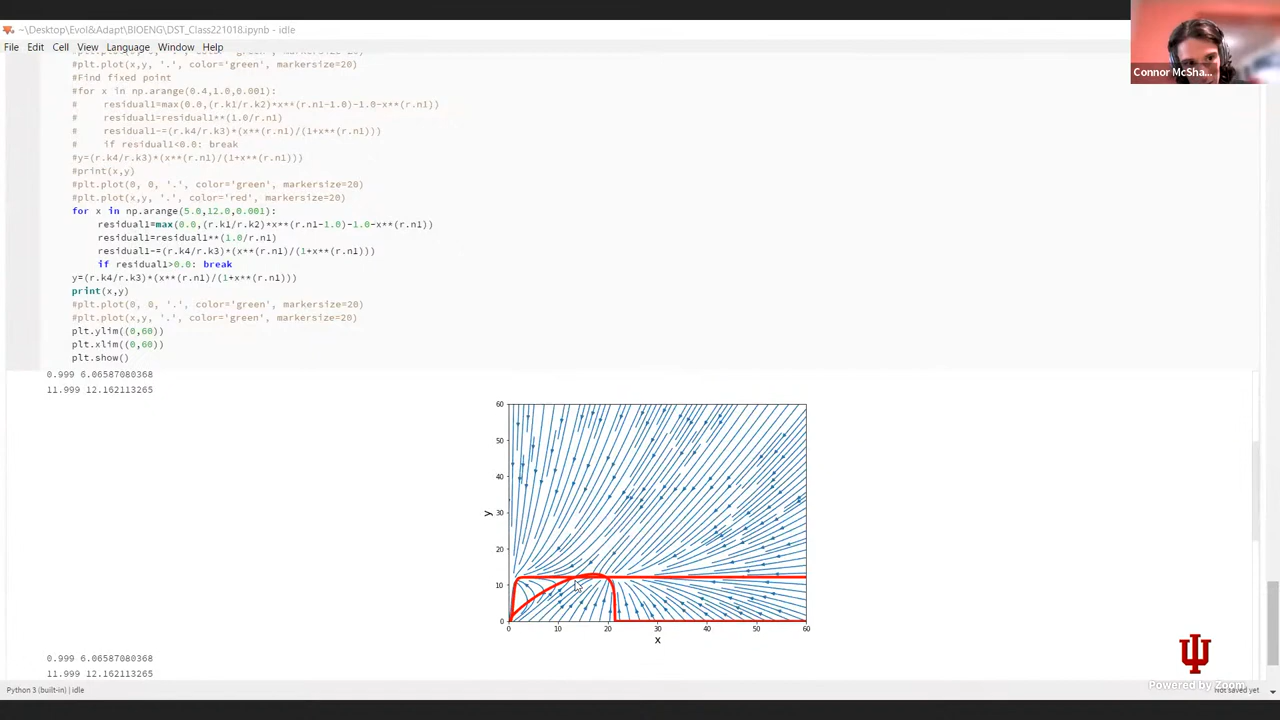 ~\Desktop\Evol&Adapt\BIOENG\DST_Class221018.ipynb - idle
File Edit Cell View Language Window Help
#plt.plot(x,y, '.', color='green', markersize=20)
#Find fixed point
#for x in np.arange(0.4,1.0,0.001):
#    residual1=max(0.0,(r.k1/r.k2)*x**(r.n1-1.0)-1.0-x**(r.n1))
#    residual1=residual1**(1.0/r.n1)
#    residual1-=(r.k4/r.k3)*(x**(r.n1)/(1+x**(r.n1)))
#    if residual1<0.0: break
#y=(r.k4/r.k3)*(x**(r.n1)/(1+x**(r.n1)))
#print(x,y)
#plt.plot(0, 0, '.', color='green', markersize=20)
#plt.plot(x,y, '.', color='red', markersize=20)
for x in np.arange(5.0,12.0,0.001):
    residual1=max(0.0,(r.k1/r.k2)*x**(r.n1-1.0)-1.0-x**(r.n1))
    residual1=residual1**(1.0/r.n1)
    residual1-=(r.k4/r.k3)*(x**(r.n1)/(1+x**(r.n1)))
    if residual1>0.0: break
y=(r.k4/r.k3)*(x**(r.n1)/(1+x**(r.n1)))
print(x,y)
#plt.plot(0, 0, '.', color='green', markersize=20)
#plt.plot(x,y, '.', color='green', markersize=20)
plt.ylim((0,60))
plt.xlim((0,60))
plt.show()
0.999 6.06587080368
11.999 12.162113265
60
50
40
30
20
10
0
y
0 10 20 30 40 50 60
x
0.999 6.06587080368
11.999 12.162113265
Python 3 (built-in) | idle
Not saved yet
Connor McSha...
Powered by Zoom